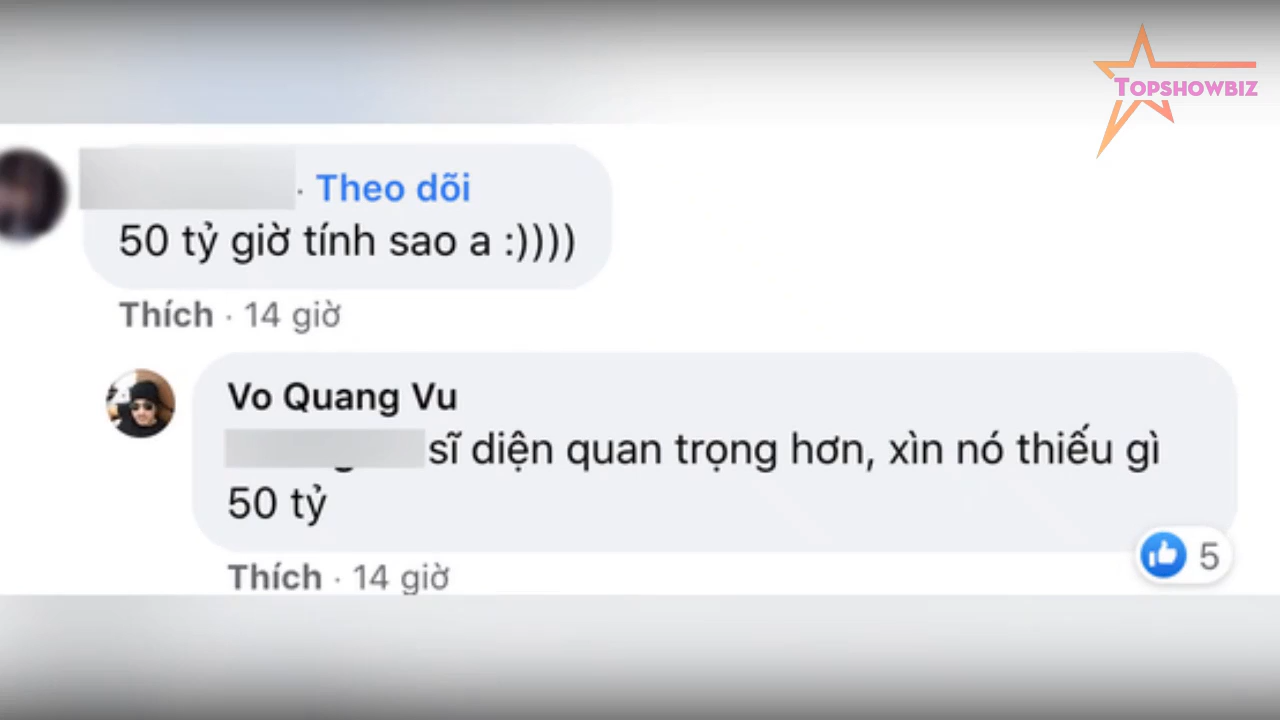 TOPSHOWBIZ
· Theo dõi
50 tỷ giờ tính sao a :))))
Thích · 14 giờ
Vo Quang Vu
sĩ diện quan trọng hơn, xìn nó thiếu gì
50 tỷ
5
Thích · 14 giờ